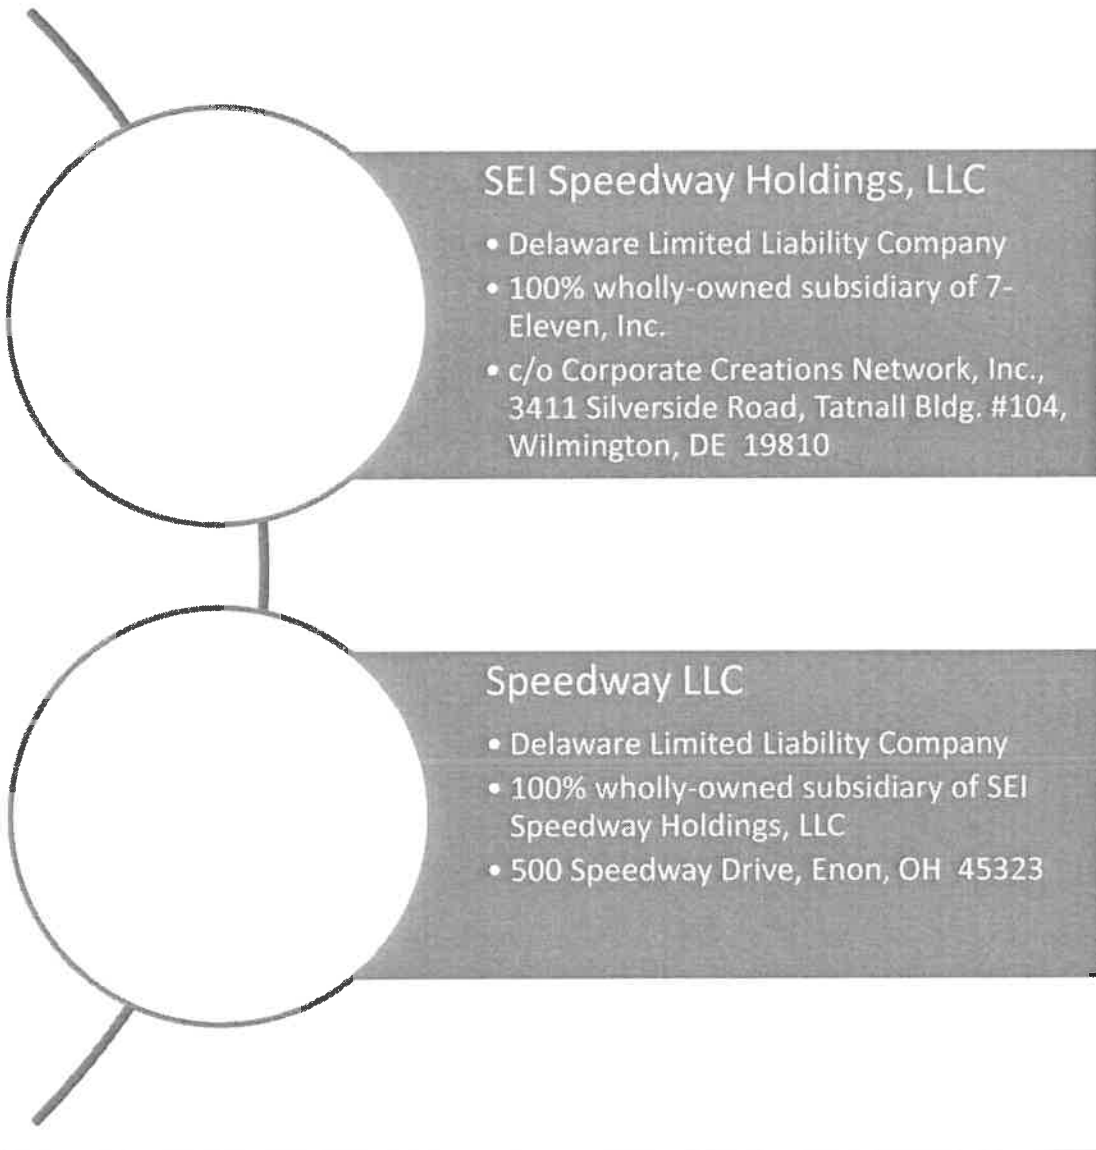 SEI Speedway Holdings, LLC
• Delaware Limited Liability Company
• 100% wholly-owned subsidiary of 7-
Eleven, Inc.
• c/o Corporate Creations Network, Inc.,
3411 Silverside Road, Tatnall Bldg. #104,
Wilmington, DE 19810
Speedway LLC
• Delaware Limited Liability Company
• 100% wholly-owned subsidiary of SEI
Speedway Holdings, LLC
• 500 Speedway Drive, Enon, OH 45323